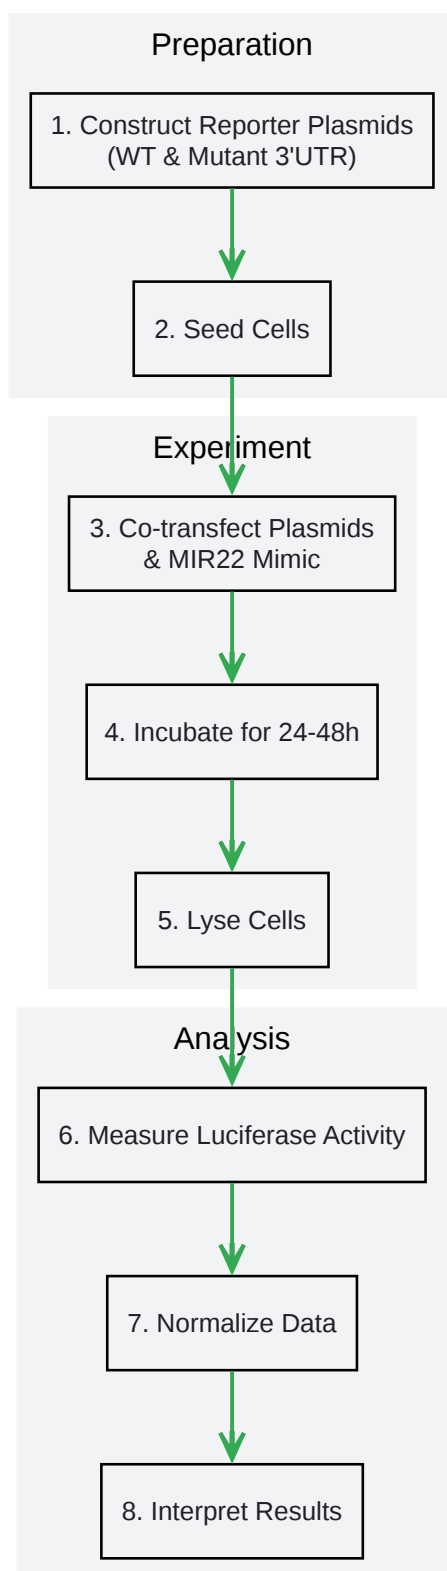 Preparation
1. Construct Reporter Plasmids
(WT & Mutant 3'UTR)
2. Seed Cells
Experiment
3. Co-transfect Plasmids
& MIR22 Mimic
4. Incubate for 24-48h
5. Lyse Cells
Analysis
6. Measure Luciferase Activity
7. Normalize Data
8. Interpret Results